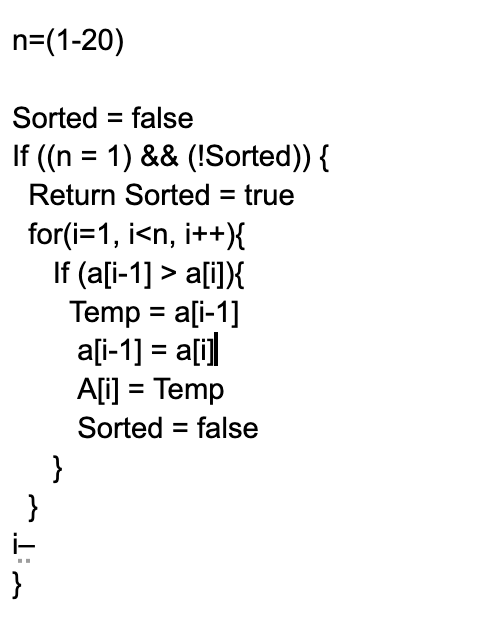 n=(1-20)
Sorted = false
If ((n = 1) && (!Sorted)) {
Return Sorted = true
for(i=1, i<n, i++){
If (a[i-1] > a[i]){
Temp = a[i-1]
a[i-1] = a[i]
A[i] = Temp
Sorted = false
}
}
i–
}